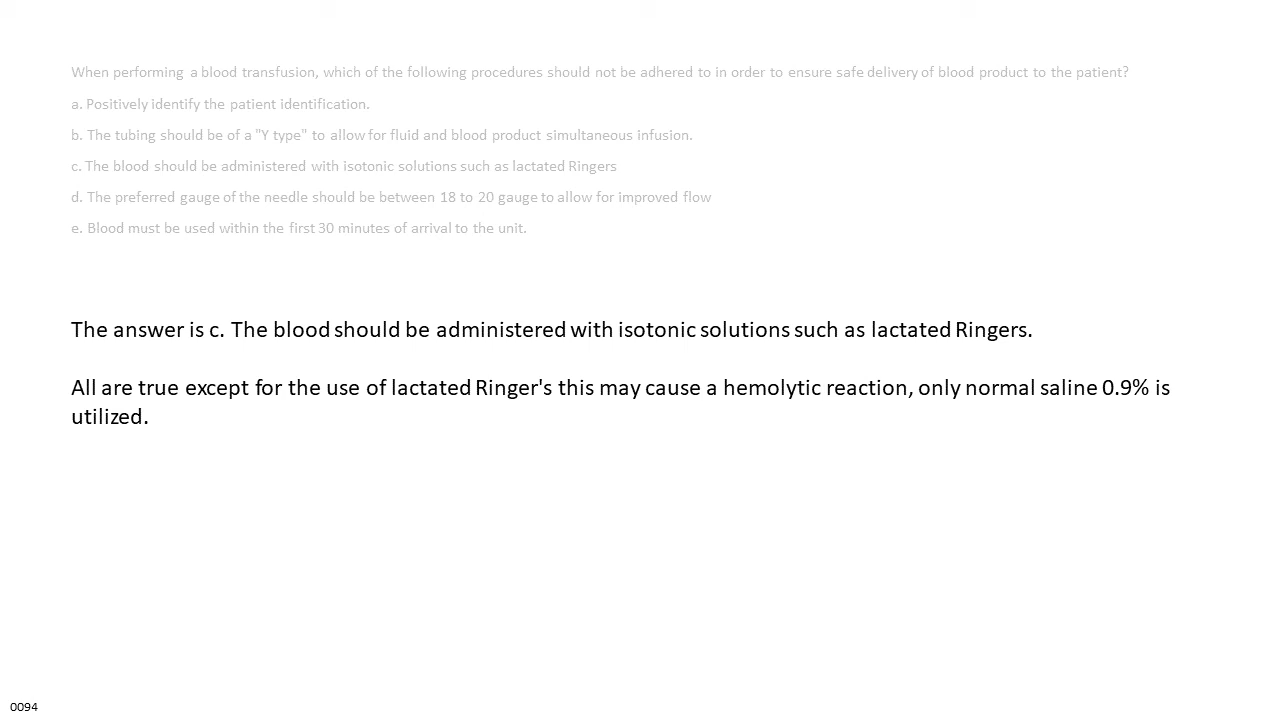 When performing a blood transfusion, which of the following procedures should not be adhered to in order to ensure safe delivery of blood product to the patient?
a. Positively identify the patient identification.
b. The tubing should be of a "Y type" to allow for fluid and blood product simultaneous infusion.
c. The blood should be administered with isotonic solutions such as lactated Ringers
d. The preferred gauge of the needle should be between 18 to 20 gauge to allow for improved flow
e. Blood must be used within the first 30 minutes of arrival to the unit.
The answer is c. The blood should be administered with isotonic solutions such as lactated Ringers.
All are true except for the use of lactated Ringer's this may cause a hemolytic reaction, only normal saline 0.9% is
utilized.
0094